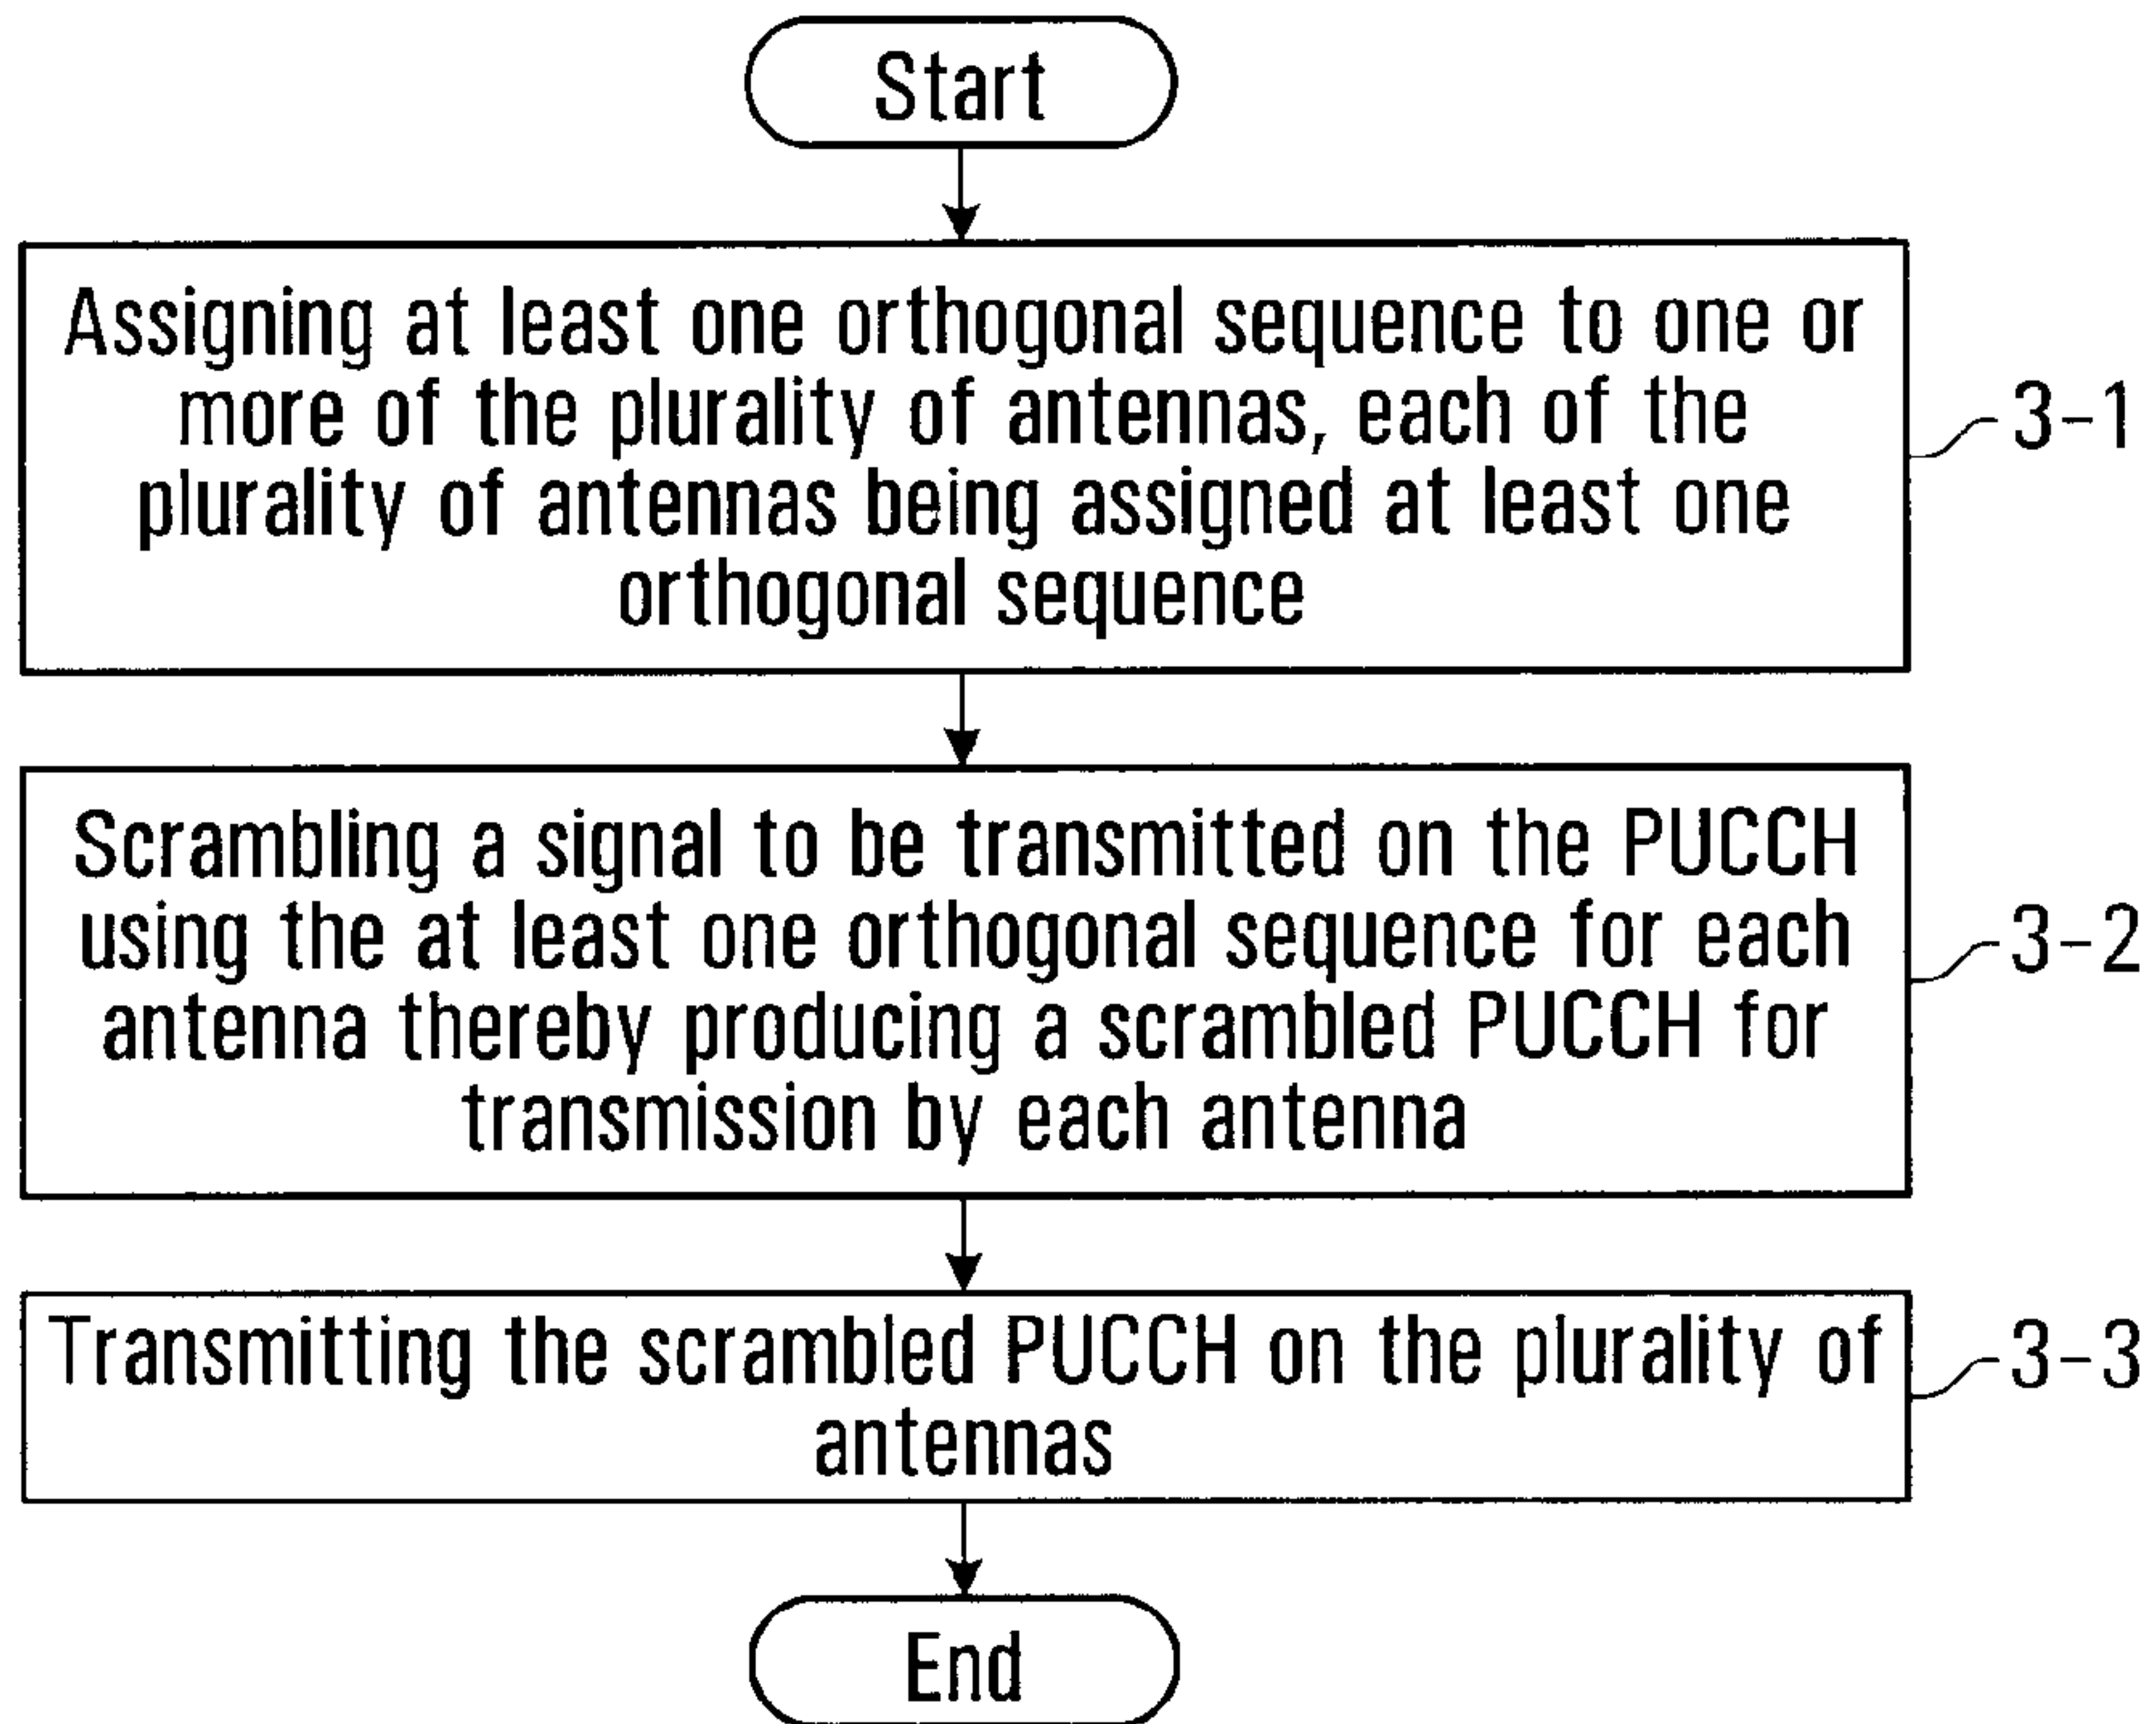 Start
Assigning at least one orthogonal sequence to one or
more of the plurality of antennas, each of the
plurality of antennas being assigned at least one
orthogonal sequence
3-1
Scrambling a signal to be transmitted on the PUCCH
using the at least one orthogonal sequence for each
antenna thereby producing a scrambled PUCCH for
transmission by each antenna
3-2
Transmitting the scrambled PUCCH on the plurality of
antennas
3-3
End